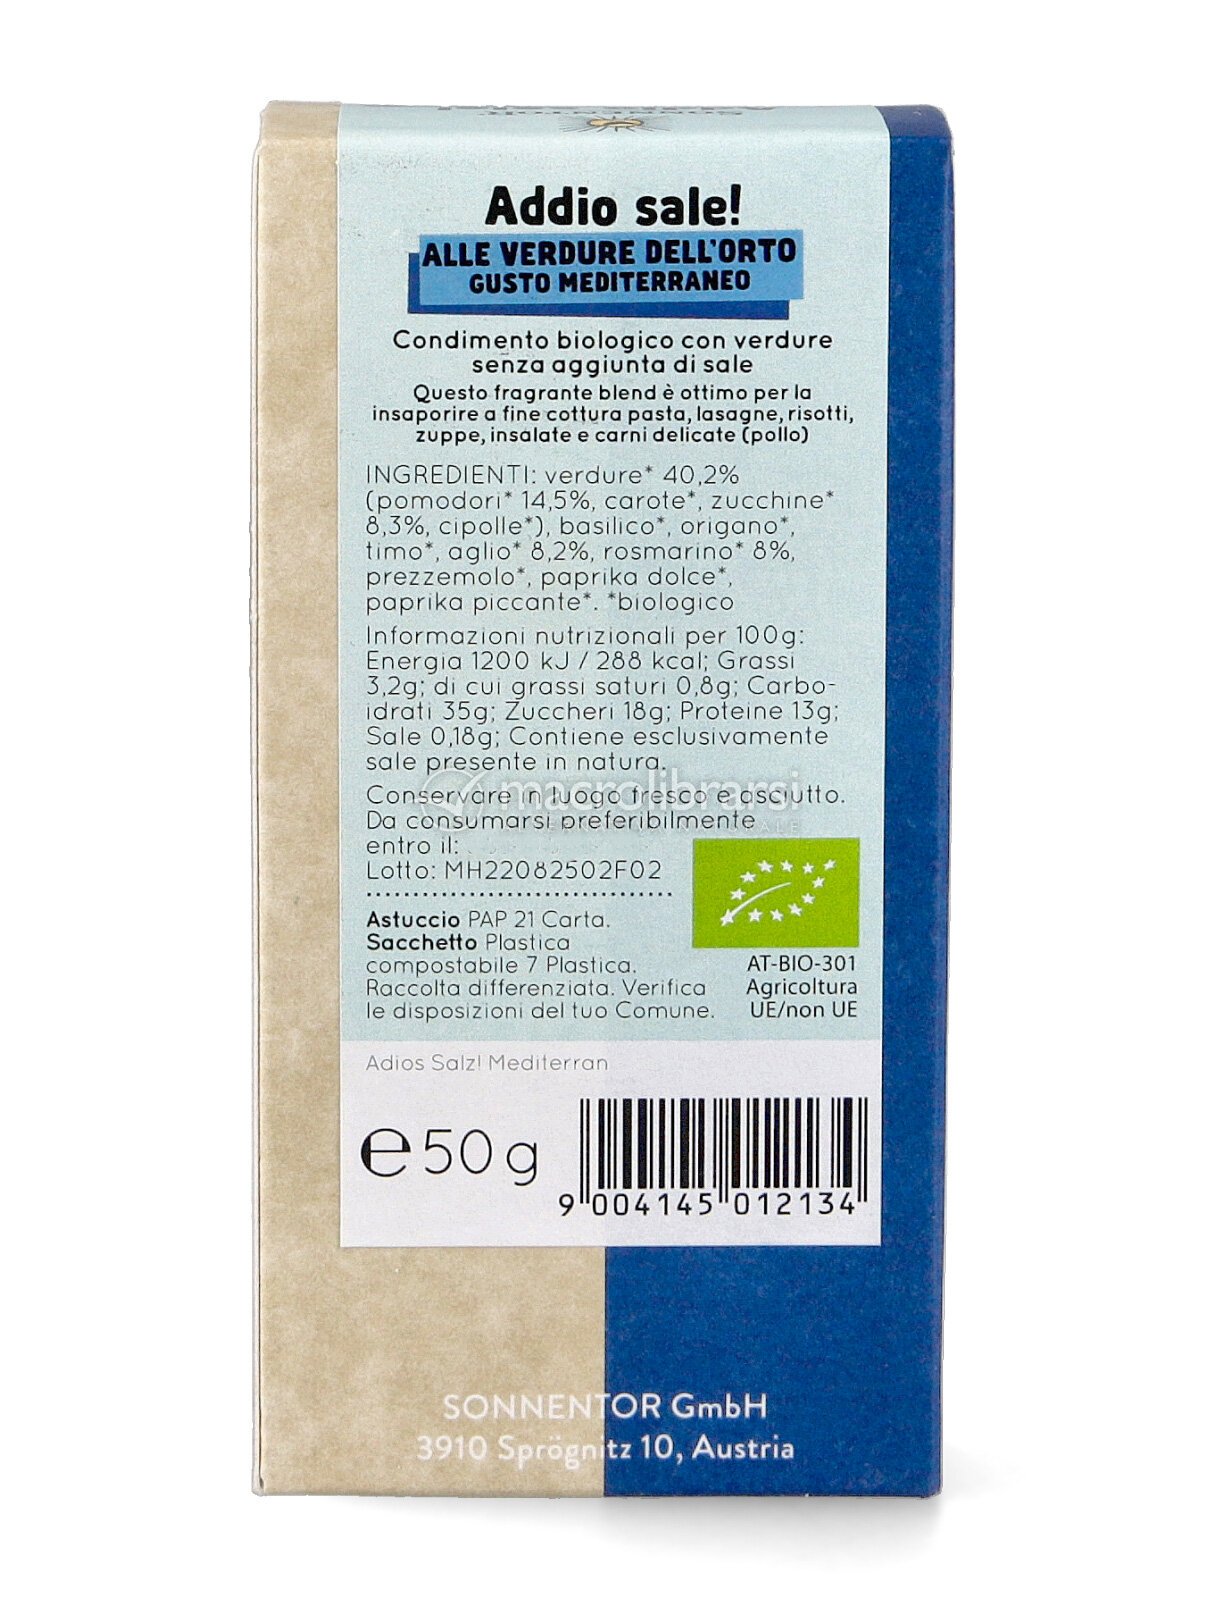 SONNENTOR
Addio sale!
ALLE VERDURE DELL'ORTO
GUSTO MEDITERRANEO
Condimento biologico con verdure
senza aggiunta di sale
Questo fragrante blend è ottimo per la
insaporire a fine cottura pasta, lasagne, risotti,
zuppe, insalate e carni delicate (pollo)
INGREDIENTI: verdure* 40,2%
(pomodori* 14,5%, carote*, zucchine*
8,3%, cipolle*), basilico*, origano*,
timo*, aglio* 8,2%, rosmarino* 8%,
prezzemolo*, paprika dolce*,
paprika piccante*. *biologico
Informazioni nutrizionali per 100g:
Energia 1200 kJ / 288 kcal; Grassi
3,2g; di cui grassi saturi 0,8g; Carbo-
idrati 35g; Zuccheri 18g; Proteine 13g;
Sale 0,18g; Contiene esclusivamente
sale presente in natura.
macrolibrarsi
Conservare in luogo fresco e asciutto.
Da consumarsi preferibilmente
entro il:
Lotto: MH22082502F02
Astuccio PAP 21 Carta.
Sacchetto Plastica
compostabile 7 Plastica.
Raccolta differenziata. Verifica
le disposizioni del tuo Comune.
AT-BIO-301
Agricoltura
UE/non UE
Adios Salz! Mediterran
e 50 g
9 004145 012134
SONNENTOR GmbH
3910 Sprögnitz 10, Austria